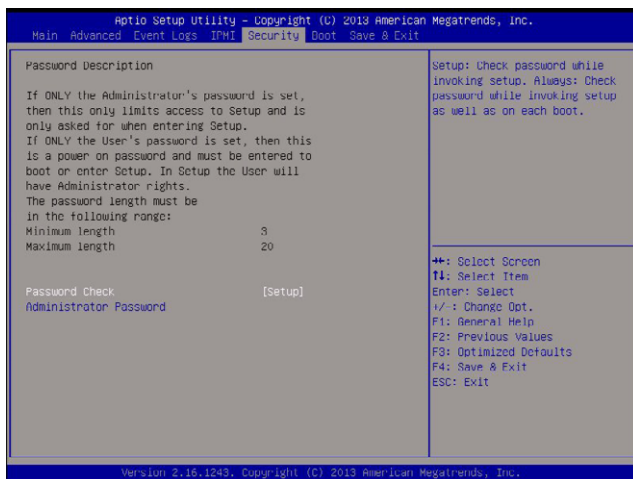 Aptio Setup Utility – Copyright (C) 2013 American Megatrends, Inc.
Main Advanced Event Logs IPMI Security Boot Save & Exit
Password Description
If ONLY the Administrator's password is set,
then this only limits access to Setup and is
only asked for when entering Setup.
If ONLY the User's password is set, then this
is a power on password and must be entered to
boot or enter Setup. In Setup the User will
have Administrator rights.
The password length must be
in the following range:
Minimum length 3
Maximum length 20
Password Check [Setup]
Administrator Password
Setup: Check password while
invoking setup. Always: Check
password while invoking setup
as well as on each boot.
→←: Select Screen
↑↓: Select Item
Enter: Select
+/-: Change Opt.
F1: General Help
F2: Previous Values
F3: Optimized Defaults
F4: Save & Exit
ESC: Exit
Version 2.16.1243. Copyright (C) 2013 American Megatrends, Inc.